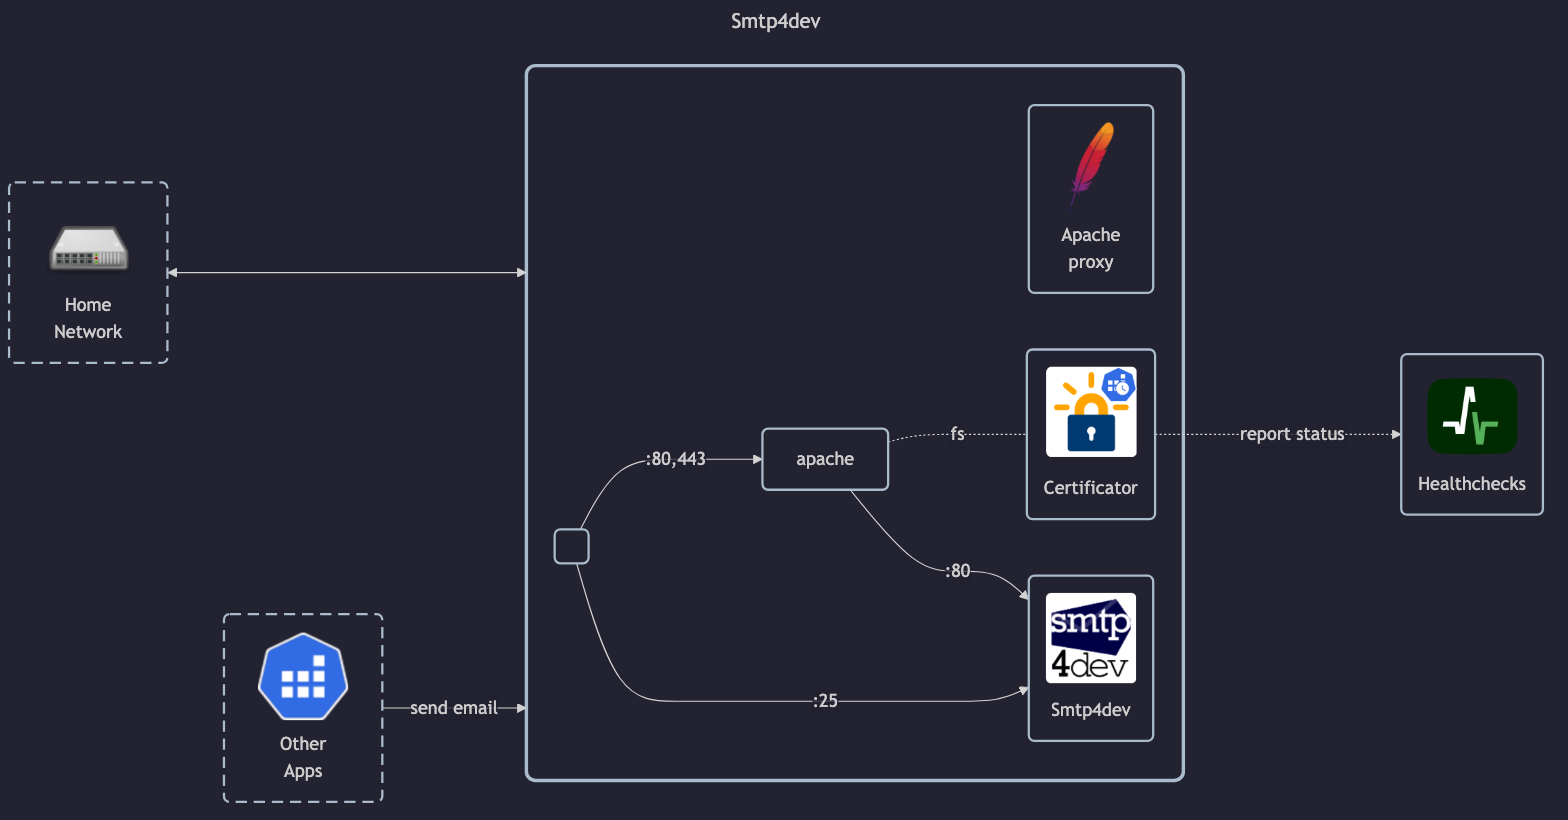 Smtp4dev
Apache
proxy
Home
Network
fs
report status
:80,443
apache
Certificator
Healthchecks
:80
smtp
4dev
:25
send email
Smtp4dev
Other
Apps